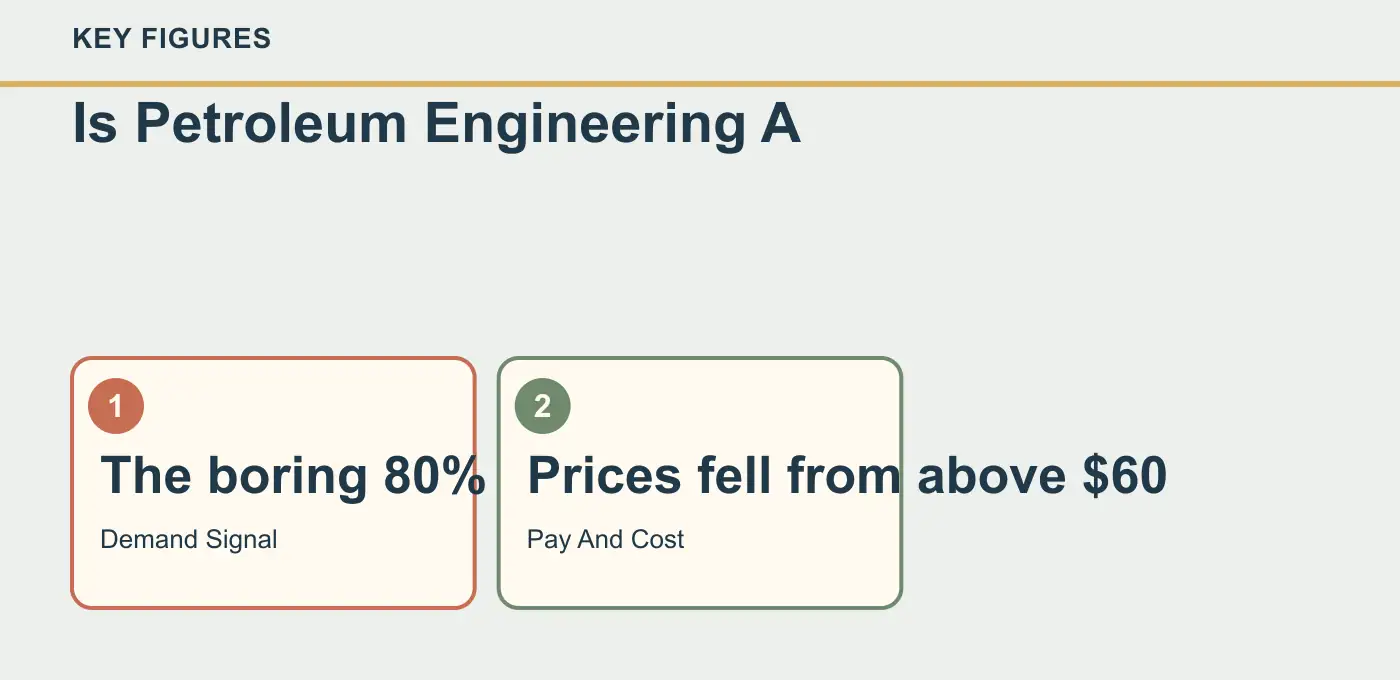 KEY FIGURES
Is Petroleum Engineering A
1
The boring 80%
Demand Signal
2
Prices fell from above $60
Pay And Cost